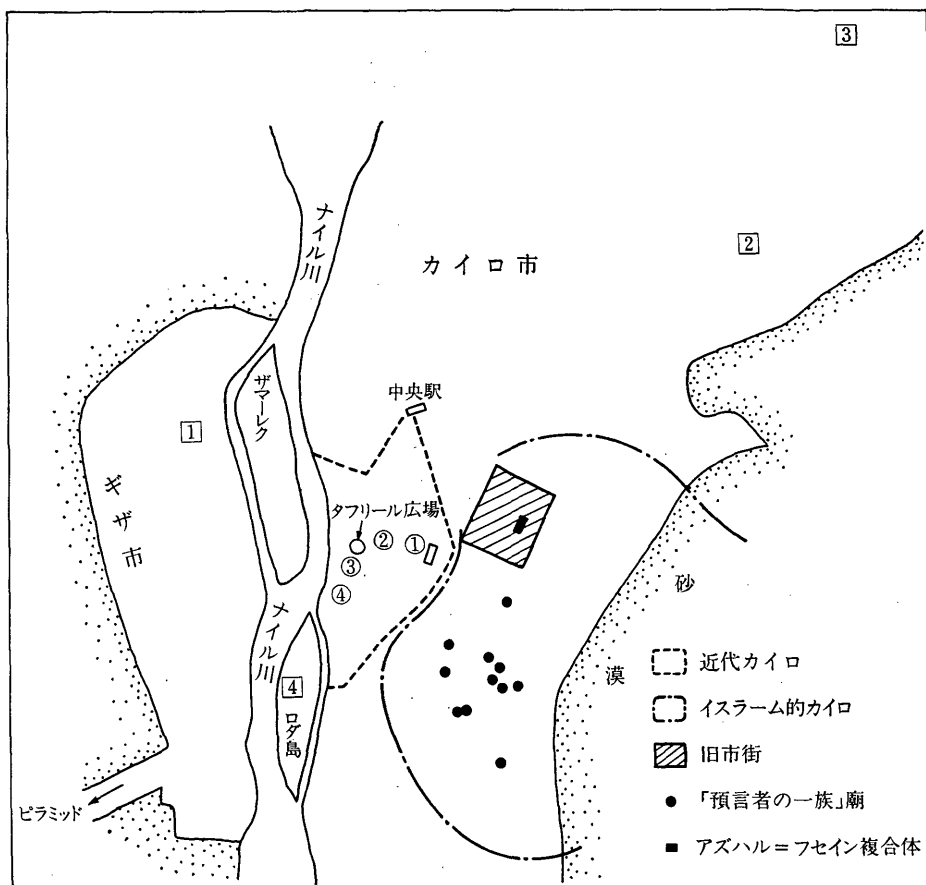 3
ナイル川
カイロ市
2
中央駅
ザマーレク
1
ギザ市
タフリール広場
②
①
③
④
砂漠
ナイル川
4
ロダ島
ピラミッド
近代カイロ
イスラーム的カイロ
旧市街
「預言者の一族」廟
アズハル=フセイン複合体